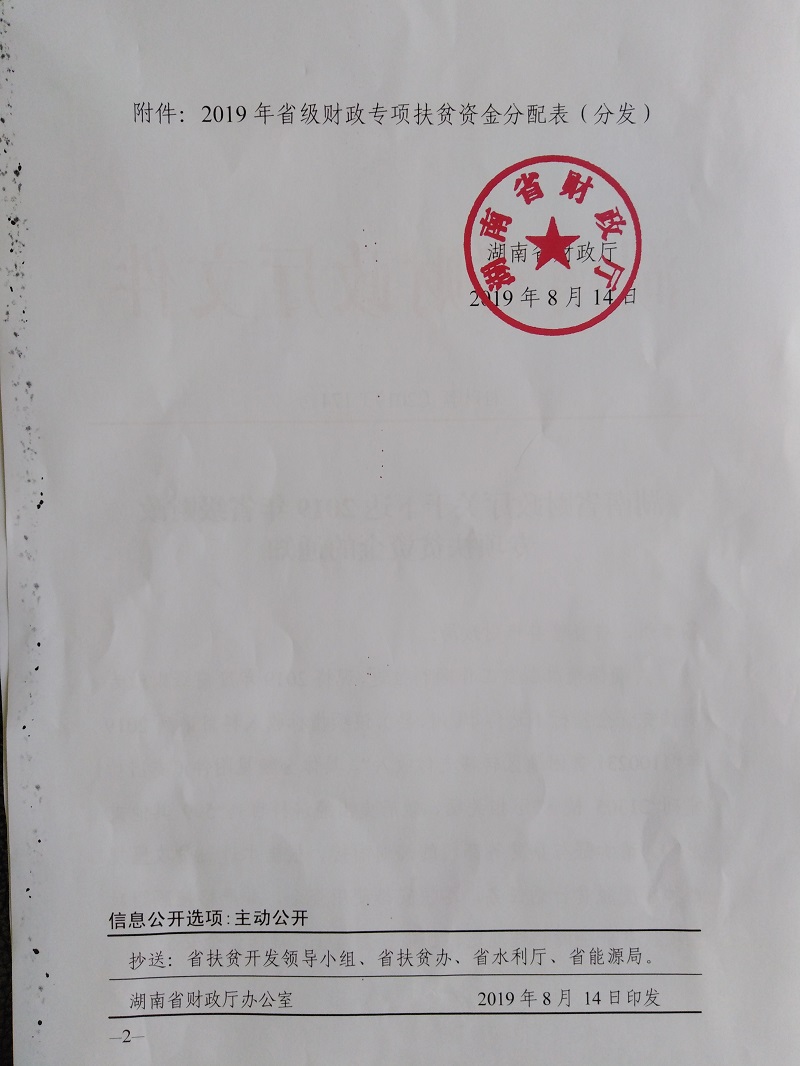 附件：2019年省级财政专项扶贫资金分配表（分发）
湖南省财政厅
湖南省财政厅
2019年8月14日
信息公开选项:主动公开
抄送：省扶贫开发领导小组、省扶贫办、省水利厅、省能源局。
湖南省财政厅办公室 2019年8月14日印发
—2—